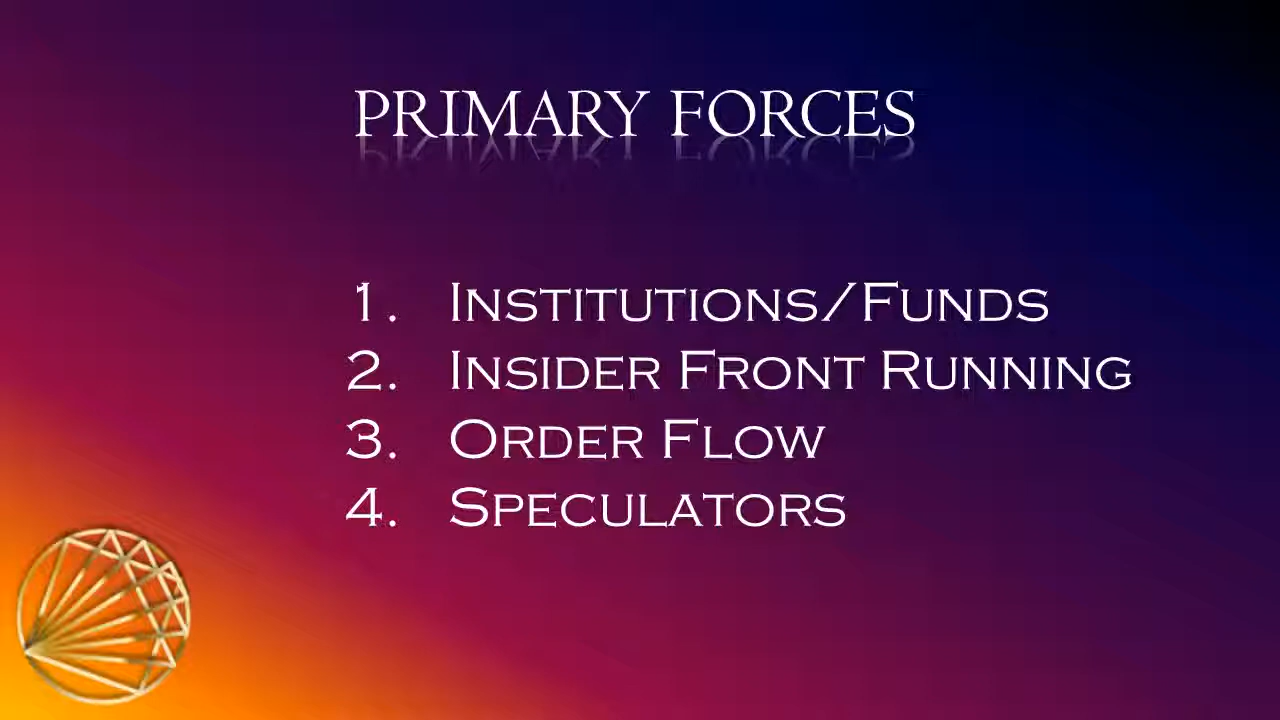 PRIMARY FORCES
1. INSTITUTIONS/FUNDS
2. INSIDER FRONT RUNNING
3. ORDER FLOW
4. SPECULATORS